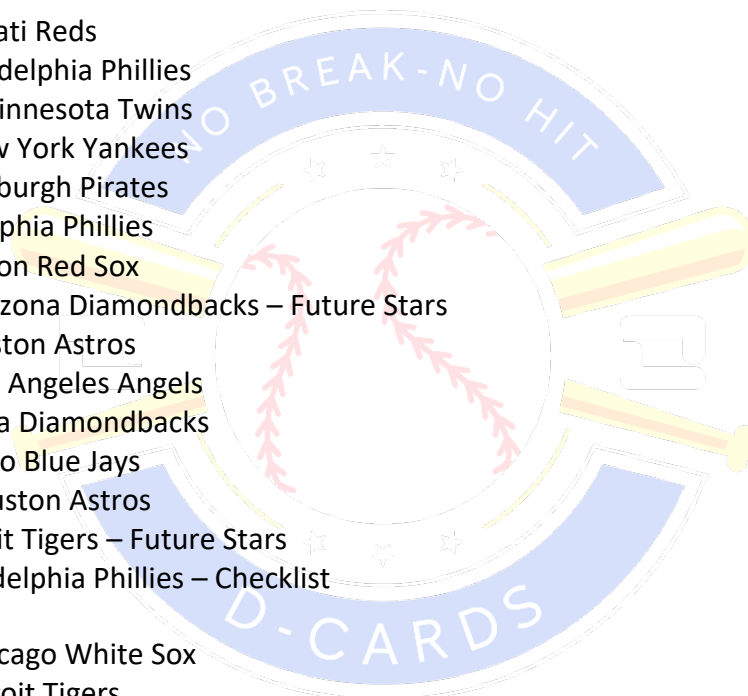 ati Reds
delphia Phillies
innesota Twins
w York Yankees
burgh Pirates
phia Phillies
on Red Sox
zona Diamondbacks – Future Stars
ston Astros
Angeles Angels
a Diamondbacks
o Blue Jays
uston Astros
it Tigers – Future Stars
delphia Phillies – Checklist
cago White Sox
roit Tigers
NO BREAK-NO HIT
D-CARDS